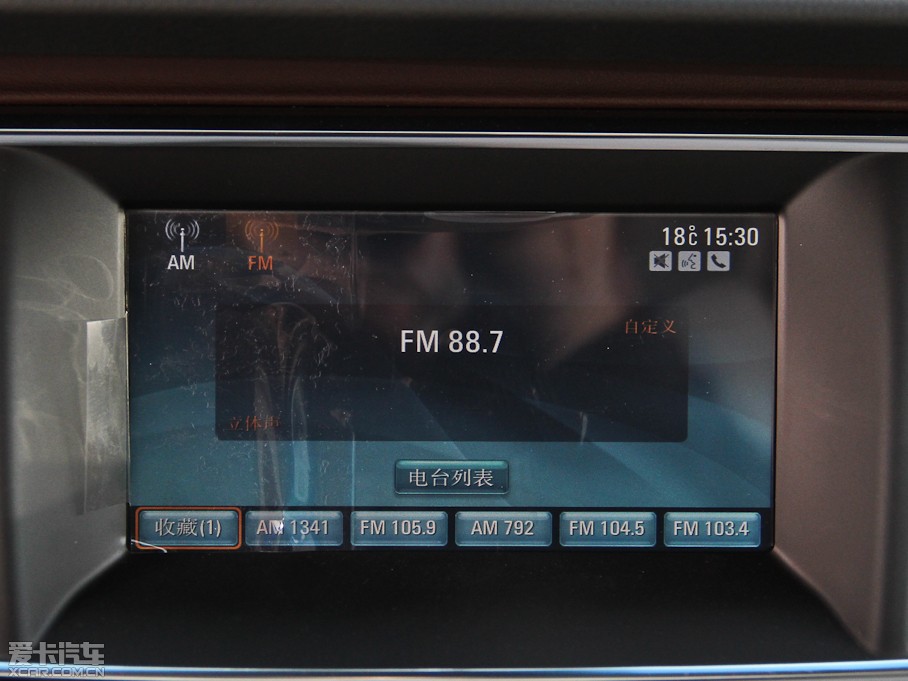 AM
FM
18℃ 15:30
FM 88.7
自定义
立体声
电台列表
收藏(1)
AM 1341
FM 105.9
AM 792
FM 104.5
FM 103.4
爱卡汽车
XCAR.COM.CN